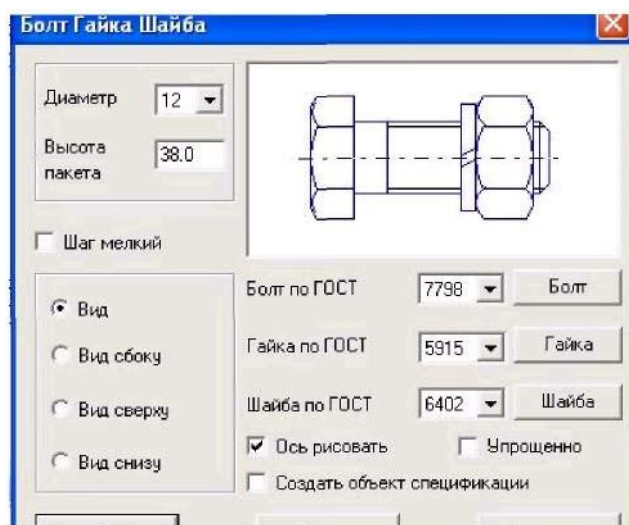 Болт Гайка Шайба
Диаметр 12
Высота пакета 38.0
Шаг мелкий
Вид
Вид сбоку
Вид сверху
Вид снизу
Болт по ГОСТ 7798 Болт
Гайка по ГОСТ 5915 Гайка
Шайба по ГОСТ 6402 Шайба
Ось рисовать Упрощенно
Создать объект спецификации